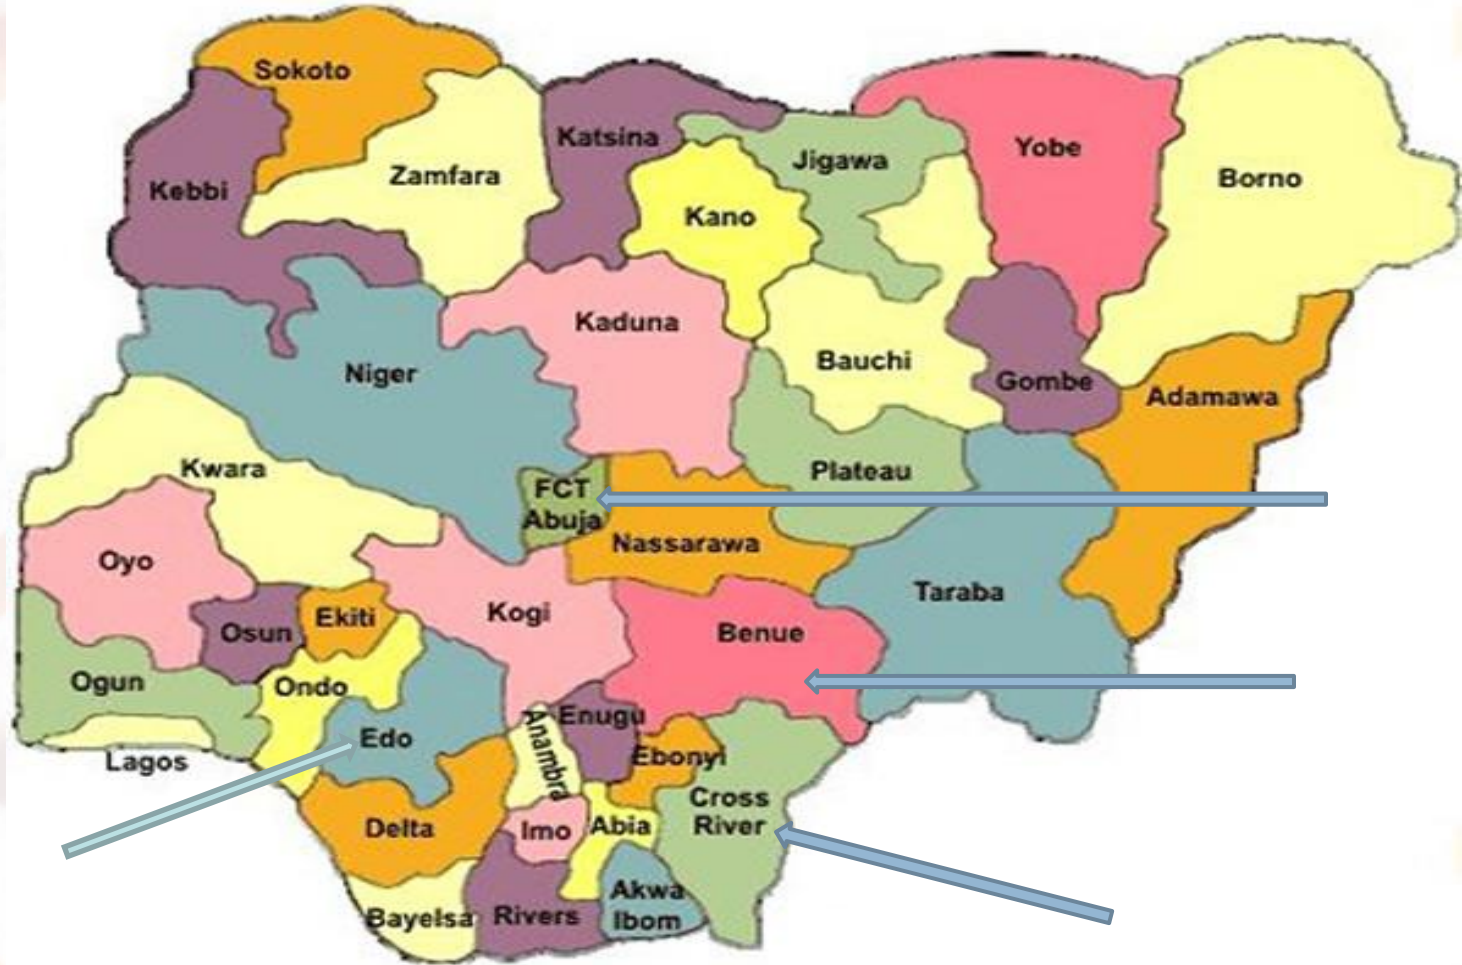 Sokoto
Katsina
Jigawa
Yobe
Borno
Kebbi
Zamfara
Kano
Kaduna
Niger
Bauchi
Gombe
Adamawa
Kwara
Plateau
FCT
Abuja
Nassarawa
Oyo
Taraba
Kogi
Ekiti
Osun
Benue
Ogun
Ondo
Enugu
Anambra
Edo
Ebonyi
Lagos
Cross
River
Delta
Imo
Abia
Akwa
Ibom
Bayelsa
Rivers